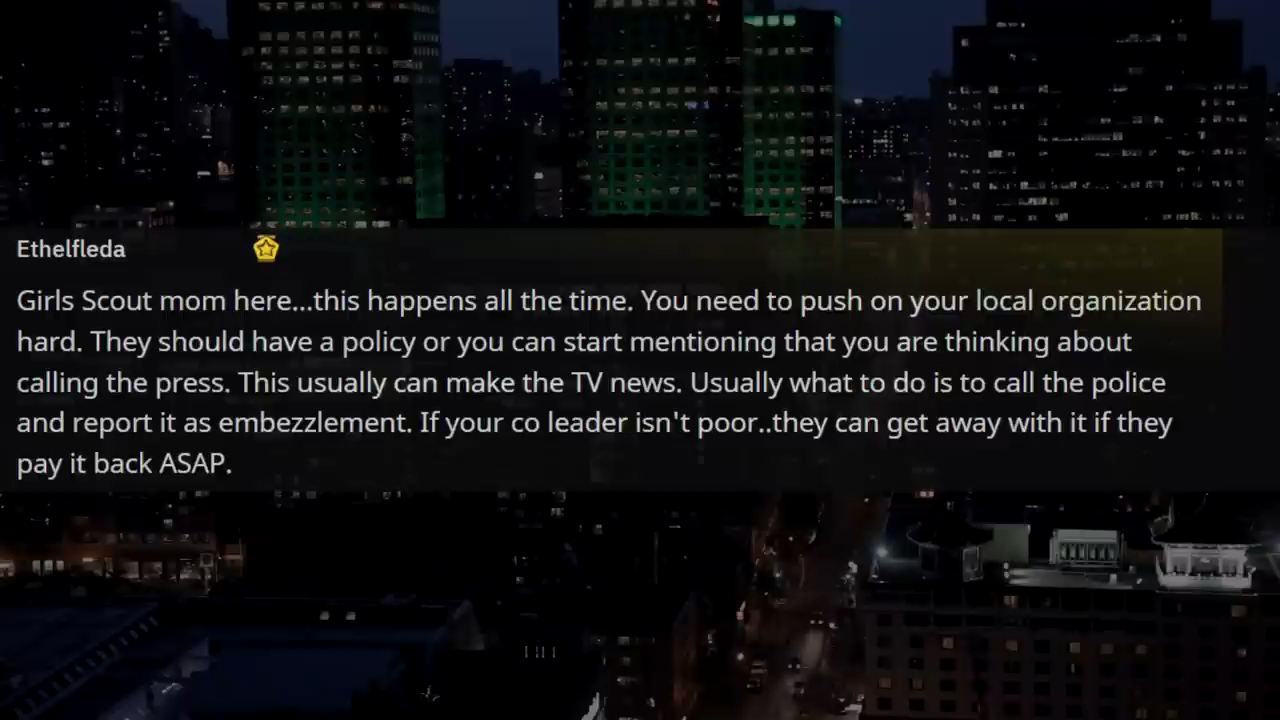 Ethelfleda
Girls Scout mom here...this happens all the time. You need to push on your local organization
hard. They should have a policy or you can start mentioning that you are thinking about
calling the press. This usually can make the TV news. Usually what to do is to call the police
and report it as embezzlement. If your co leader isn't poor..they can get away with it if they
pay it back ASAP.